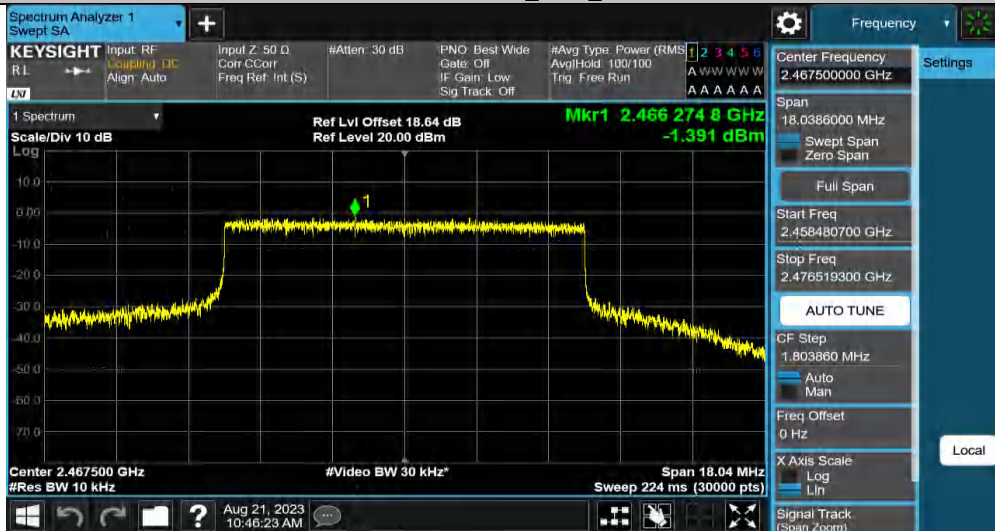 Spectrum Analyzer 1
Swept SA
+
Frequency
KEYSIGHT
RL
LXI
Input: RF
Coupling: DC
Align: Auto
Input Z: 50 Ω
Corr CCorr
Freq Ref: Int (S)
#Atten: 30 dB
PNO: Best Wide
Gate: Off
IF Gain: Low
Sig Track: Off
#Avg Type: Power (RMS
Avg|Hold: 100/100
Trig: Free Run
1 2 3 4 5 6
A W W W W W
A A A A A A
1 Spectrum
Scale/Div 10 dB
Log
Ref Lvl Offset 18.64 dB
Ref Level 20.00 dBm
Mkr1 2.466 274 8 GHz
-1.391 dBm
10.0
0.00
-10.0
-20.0
-30.0
-40.0
-50.0
-60.0
-70.0
1
Center 2.467500 GHz
#Res BW 10 kHz
#Video BW 30 kHz*
Span 18.04 MHz
Sweep 224 ms (30000 pts)
?
Aug 21, 2023
10:46:23 AM
Center Frequency
2.467500000 GHz
Span
18.0386000 MHz
Swept Span
Zero Span
Full Span
Start Freq
2.458480700 GHz
Stop Freq
2.476519300 GHz
AUTO TUNE
CF Step
1.803860 MHz
Auto
Man
Freq Offset
0 Hz
X Axis Scale
Log
Lin
Signal Track
(Span Zoom)
Settings
Local